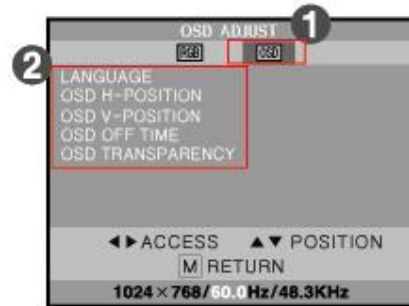 OSD ADJUST
1
RGB OSD
2
LANGUAGE
OSD H-POSITION
OSD V-POSITION
OSD OFF TIME
OSD TRANSPARENCY
◀▶ACCESS ▲▼ POSITION
M RETURN
1024×768/60.0Hz/48.3KHz